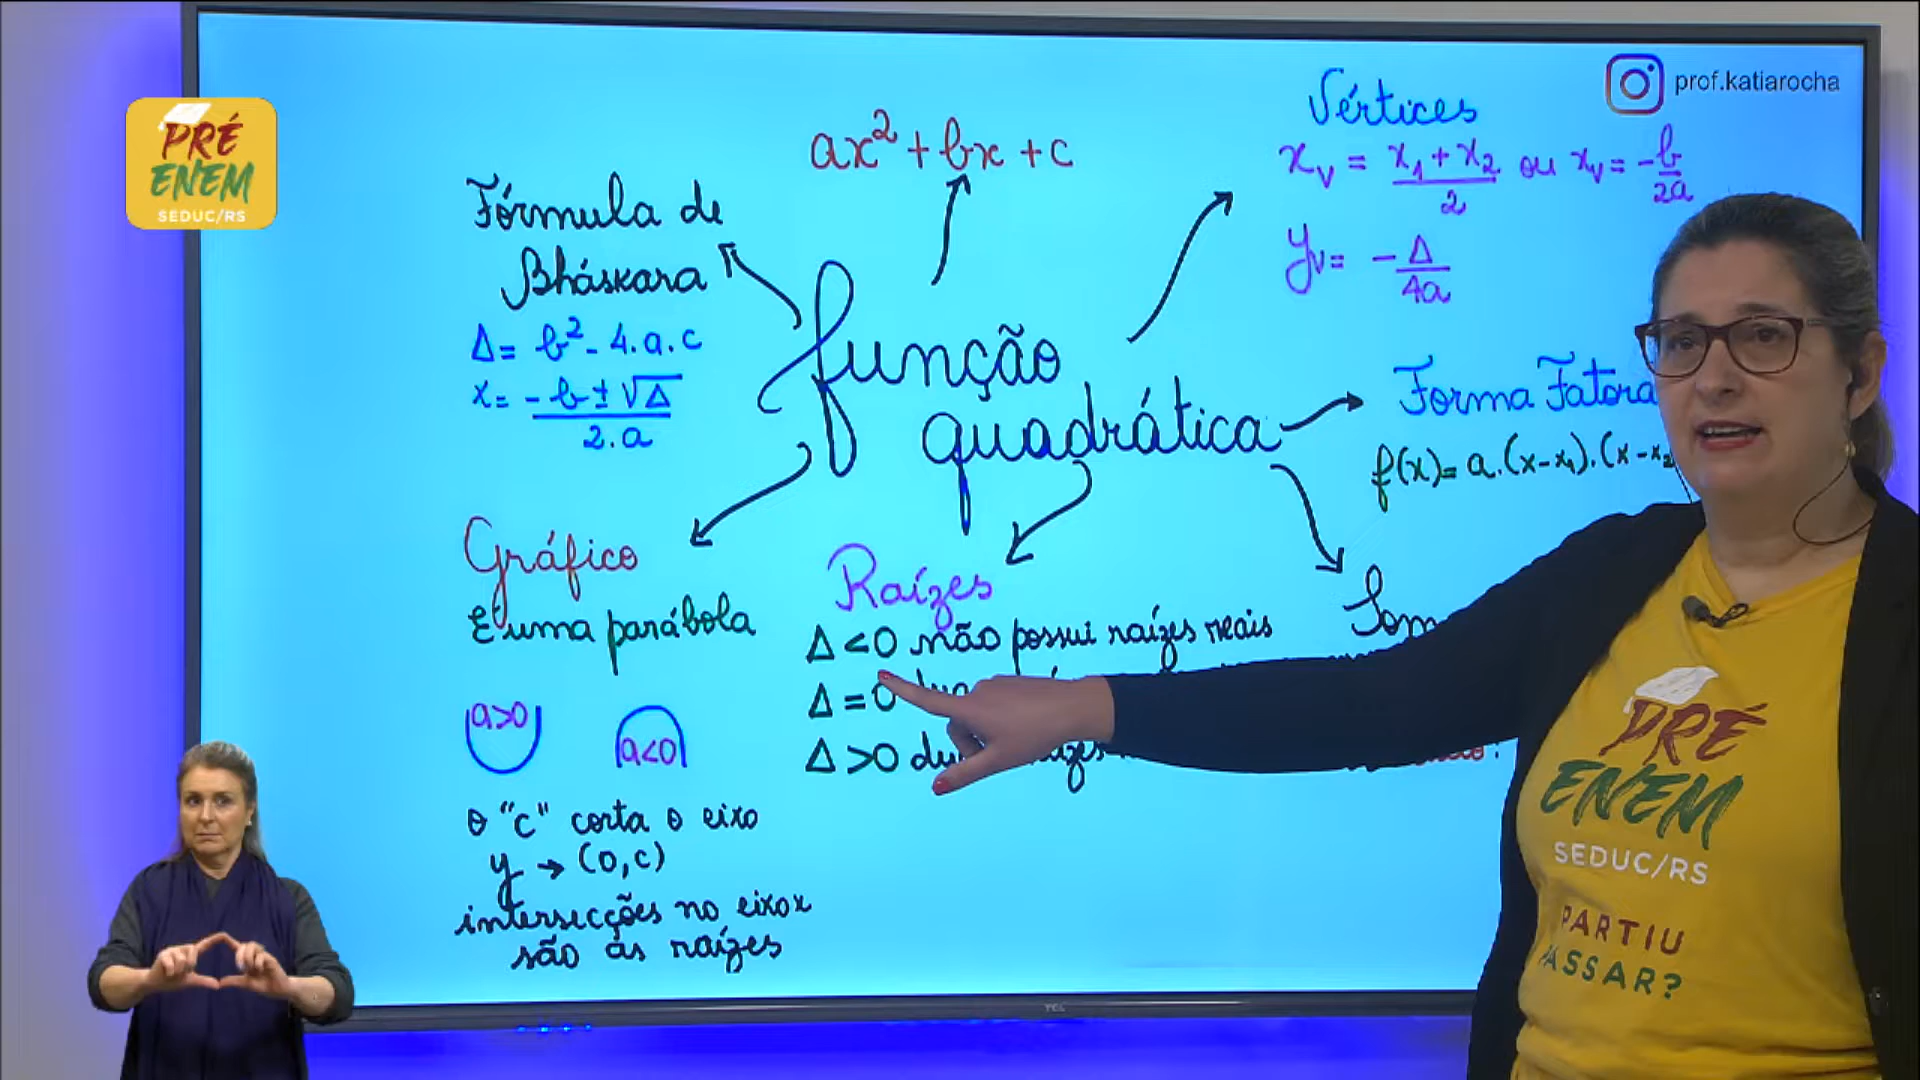 prof.katiarocha
PRÉ
ENEM
SEDUC/RS
ax² + bx + c
Vértices
xᵥ = x₁ + x₂ / 2 ou xᵥ = - b / 2a
yᵥ = - Δ / 4a
Fórmula de
Bháskara
Δ = b² - 4.a.c
x = -b ± √Δ / 2.a
função
quadrática
Forma Fatora
f(x) = a.(x-x₁).(x-x₂
Gráfico
É uma parábola
a>0
a<0
o "c" corta o eixo
y → (0,c)
intersecções no eixo x
são as raízes
Raízes
Δ <0 não possui raízes reais
Δ = 0
Δ >0
Som
TCL
PRÉ
ENEM
SEDUC/RS
PARTIU
PASSAR?